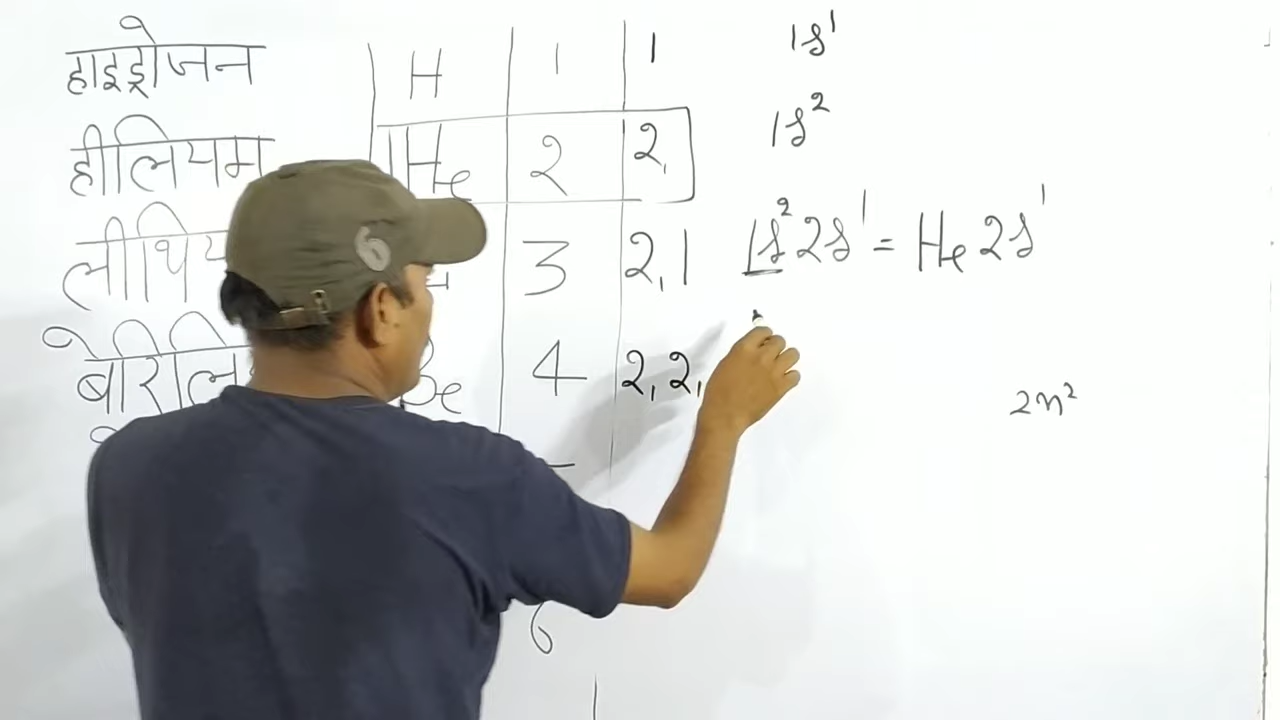 हाइड्रोजन H 1 1 1s¹
हीलियम He 2 2, 1s²
3 2,1 1s² 2s¹ = He 2s¹
4 2,2,
2n²
6